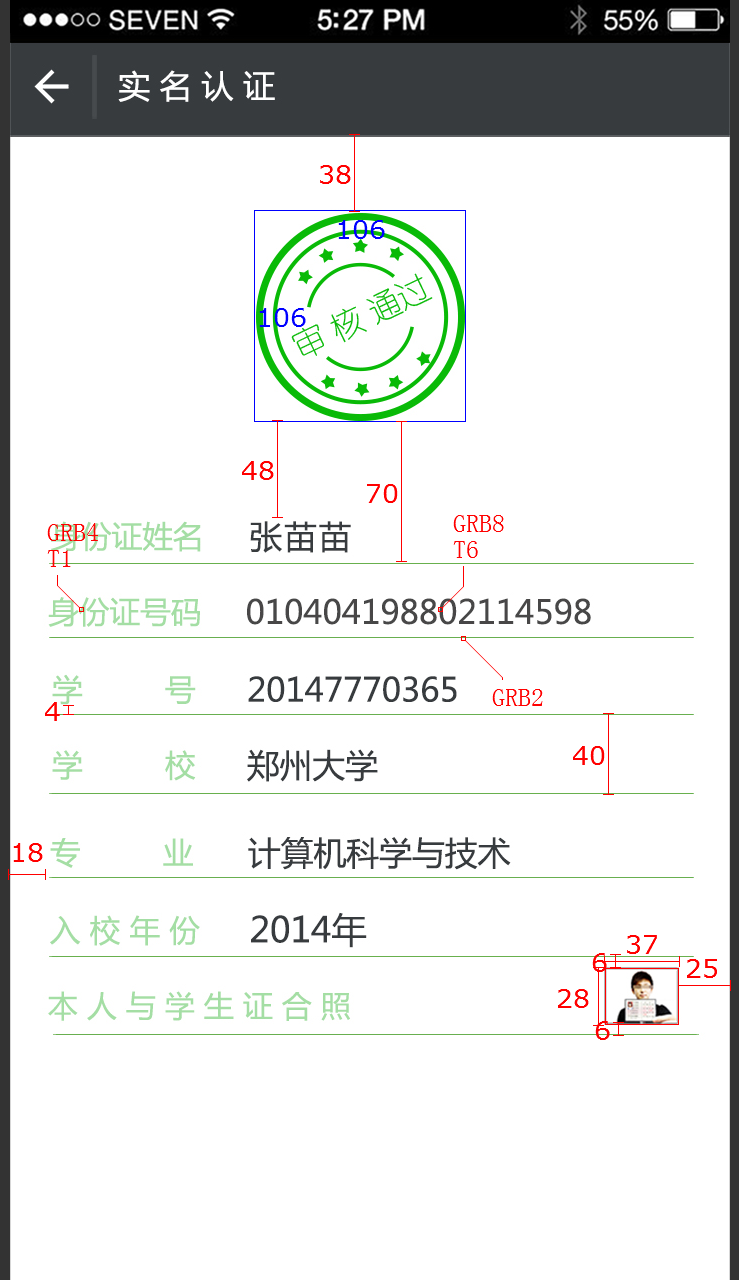 SEVEN 5:27 PM 55%
实名认证
38
106
106
审核通过
48
70
GRB4
T1
GRB8
T6
身份证姓名 张苗苗
身份证号码 010404198802114598
GRB2
学 号 20147770365
4
学 校 郑州大学
40
18
专 业 计算机科学与技术
入校年份 2014年
37
6
25
本人与学生证合照
28
6